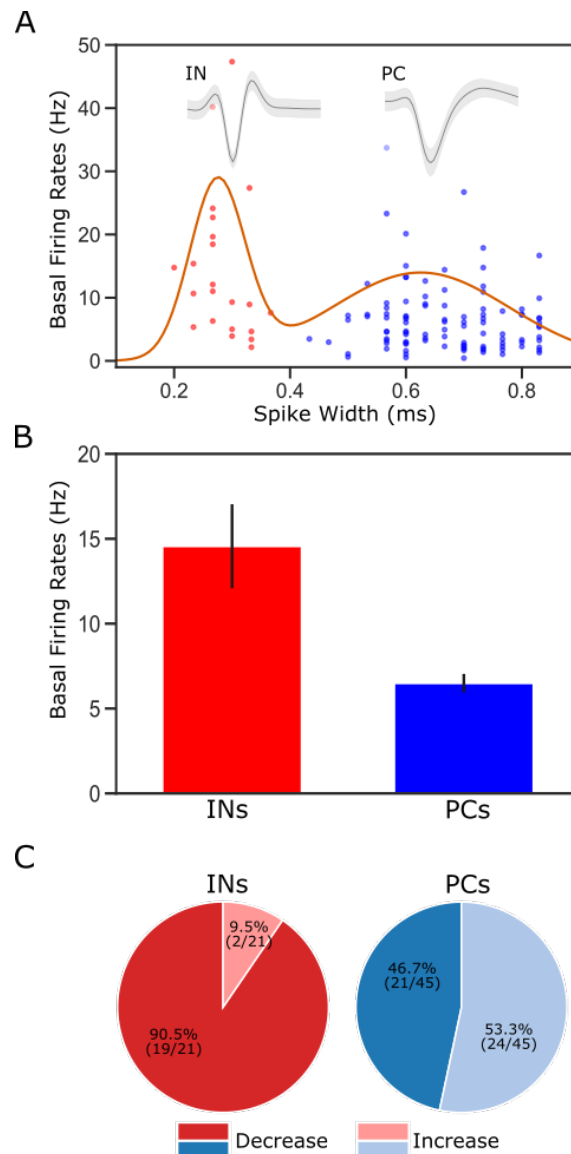 A
IN
PC
Basal Firing Rates (Hz)
50
40
30
20
10
0
0.2
0.4
0.6
0.8
Spike Width (ms)
B
Basal Firing Rates (Hz)
20
15
10
5
0
INs
PCs
C
INs
PCs
9.5%
(2/21)
90.5%
(19/21)
46.7%
(21/45)
53.3%
(24/45)
Decrease
Increase